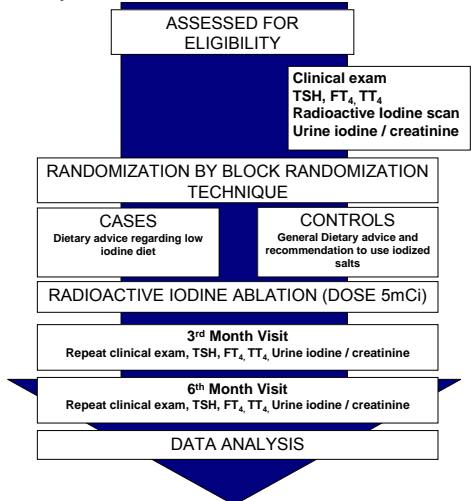 ASSESSED FOR
ELIGIBILITY
Clinical exam
TSH, FT4, TT4
Radioactive Iodine scan
Urine iodine / creatinine
RANDOMIZATION BY BLOCK RANDOMIZATION
TECHNIQUE
CASES
Dietary advice regarding low
iodine diet
CONTROLS
General Dietary advice and
recommendation to use iodized
salts
RADIOACTIVE IODINE ABLATION (DOSE 5mCi)
3rd Month Visit
Repeat clinical exam, TSH, FT4, TT4, Urine iodine / creatinine
6th Month Visit
Repeat clinical exam, TSH, FT4, TT4, Urine iodine / creatinine
DATA ANALYSIS